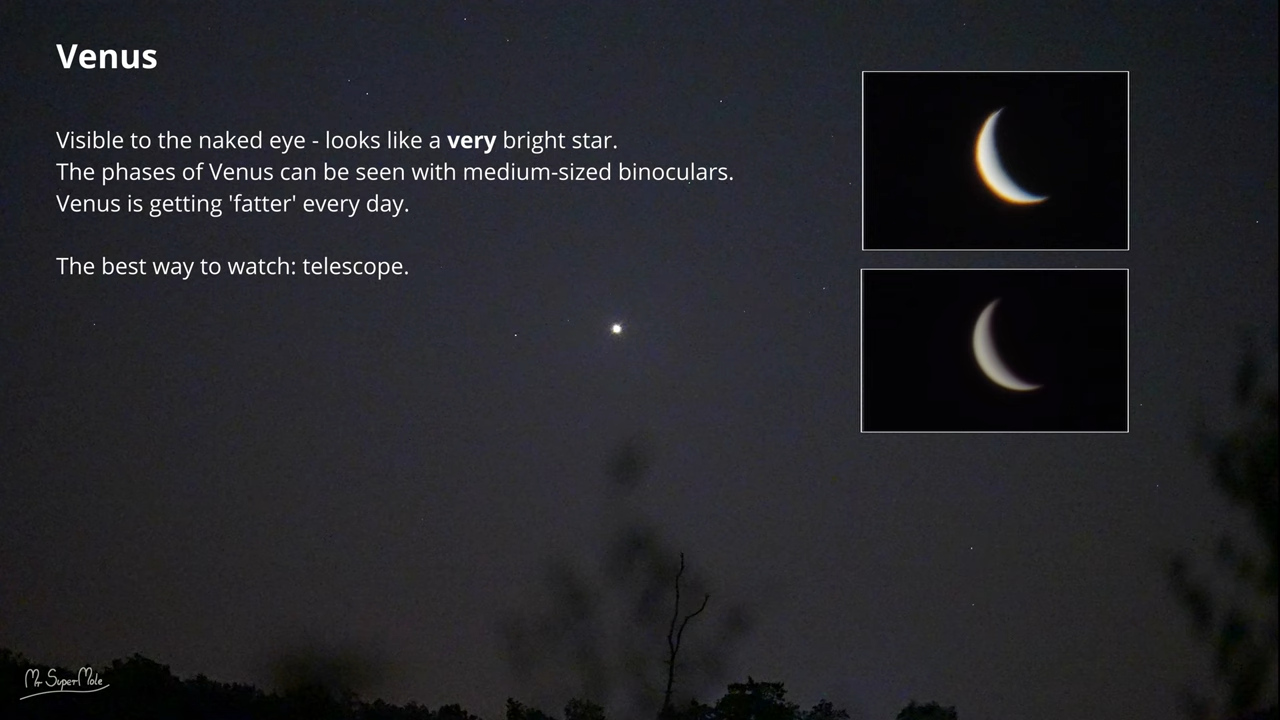 Venus
Visible to the naked eye - looks like a very bright star.
The phases of Venus can be seen with medium-sized binoculars.
Venus is getting 'fatter' every day.
The best way to watch: telescope.
Mr SuperMole